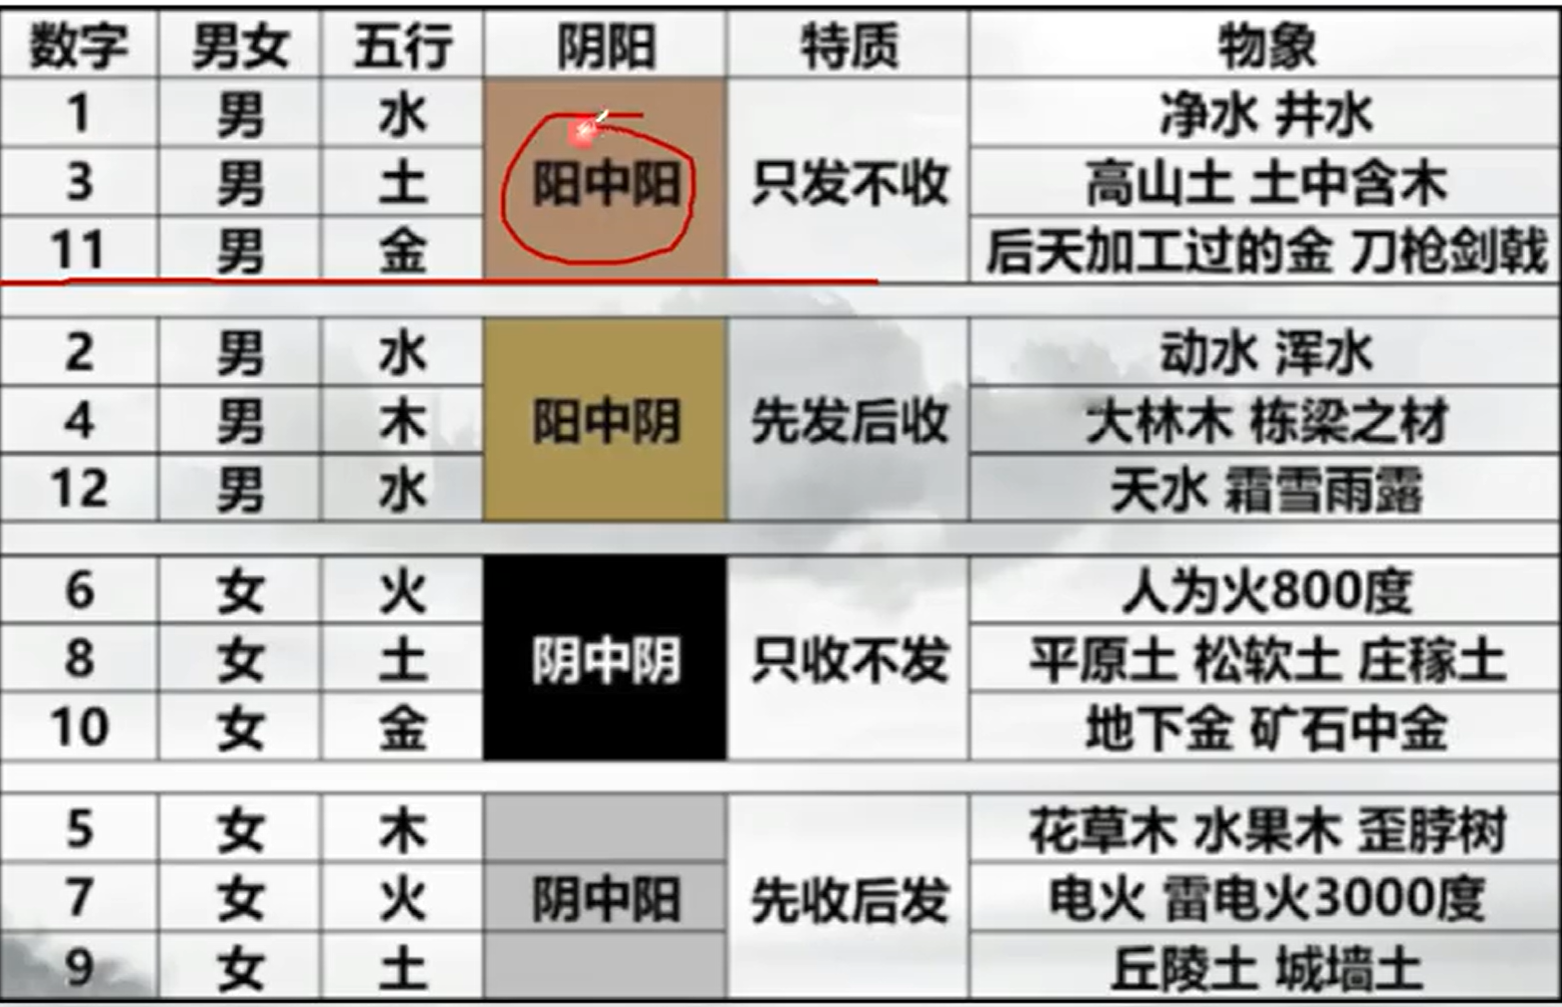 数字 男女 五行 阴阳 特质 物象
1 男 水 净水 井水
3 男 土 阳中阳 只发不收 高山土 土中含木
11 男 金 后天加工过的金 刀枪剑戟
2 男 水 动水 浑水
4 男 木 阳中阴 先发后收 大林木 栋梁之材
12 男 水 天水 霜雪雨露
6 女 火 人为火800度
8 女 土 阴中阴 只收不发 平原土 松软土 庄稼土
10 女 金 地下金 矿石中金
5 女 木 花草木 水果木 歪脖树
7 女 火 阴中阳 先收后发 电火 雷电火3000度
9 女 土 丘陵土 城墙土